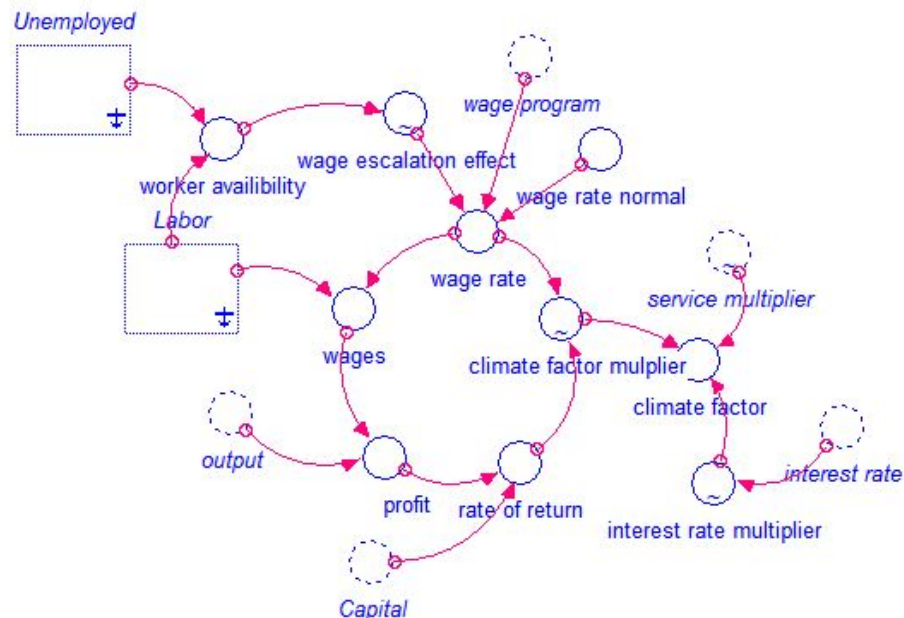 Unemployed
wage program
wage escalation effect
worker availibility
wage rate normal
Labor
wage rate
service multiplier
wages
climate factor mulplier
climate factor
output
interest rate
profit
rate of return
interest rate multiplier
Capital